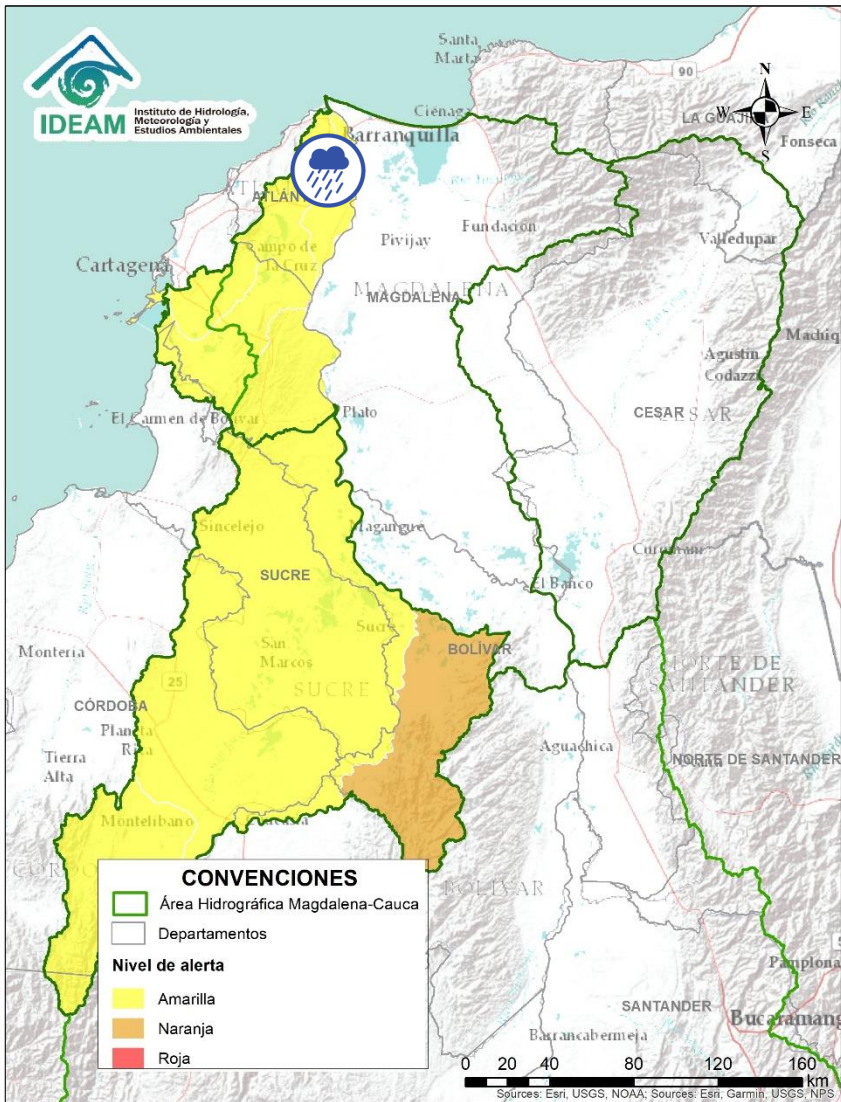 IDEAM
Instituto de Hidrología,
Meteorología y
Estudios Ambientales
Santa
Marta
90
N
W
E
S
LA GUAJIRA
Fonseca
Ciénaga
Barranquilla
ATLÁNT
Pivijay
Fundación
Valledupar
Campo de
la Cruz
Cartagena
MAGDALENA
MAGDALENA
Machiq
Agustín
Codazzi
CESAR
CESAR
El Carmen de Bolívar
Plato
Sincelejo
Magangué
SUCRE
Curumaní
El Banco
Sucre
BOLÍVAR
San
Marcos
SUCRE
Montería
25
NORTE DE
SANTANDER
CÓRDOBA
Planeta
Rica
Tierra
Alta
Aguachica
NORTE DE SANTANDER
Montelíbano
BOLÍVAR
CONVENCIONES
Área Hidrográfica Magdalena-Cauca
Departamentos
Nivel de alerta
Amarilla
Naranja
Roja
Pamplona
SANTANDER
Bucaramang
Barrancabermeja
0 20 40 80 120 160
km
Sources: Esri, USGS, NOAA; Sources: Esri, Garmin, USGS, NPS